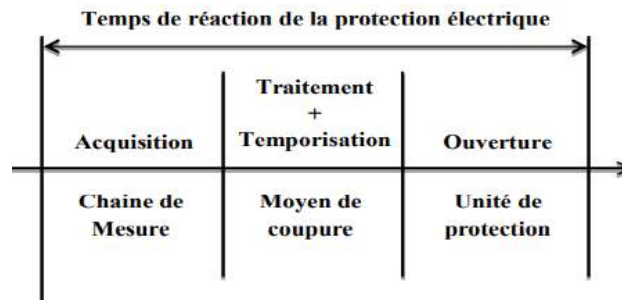 Temps de réaction de la protection électrique
Acquisition
Traitement
+
Temporisation
Ouverture
Chaine de
Mesure
Moyen de
coupure
Unité de
protection